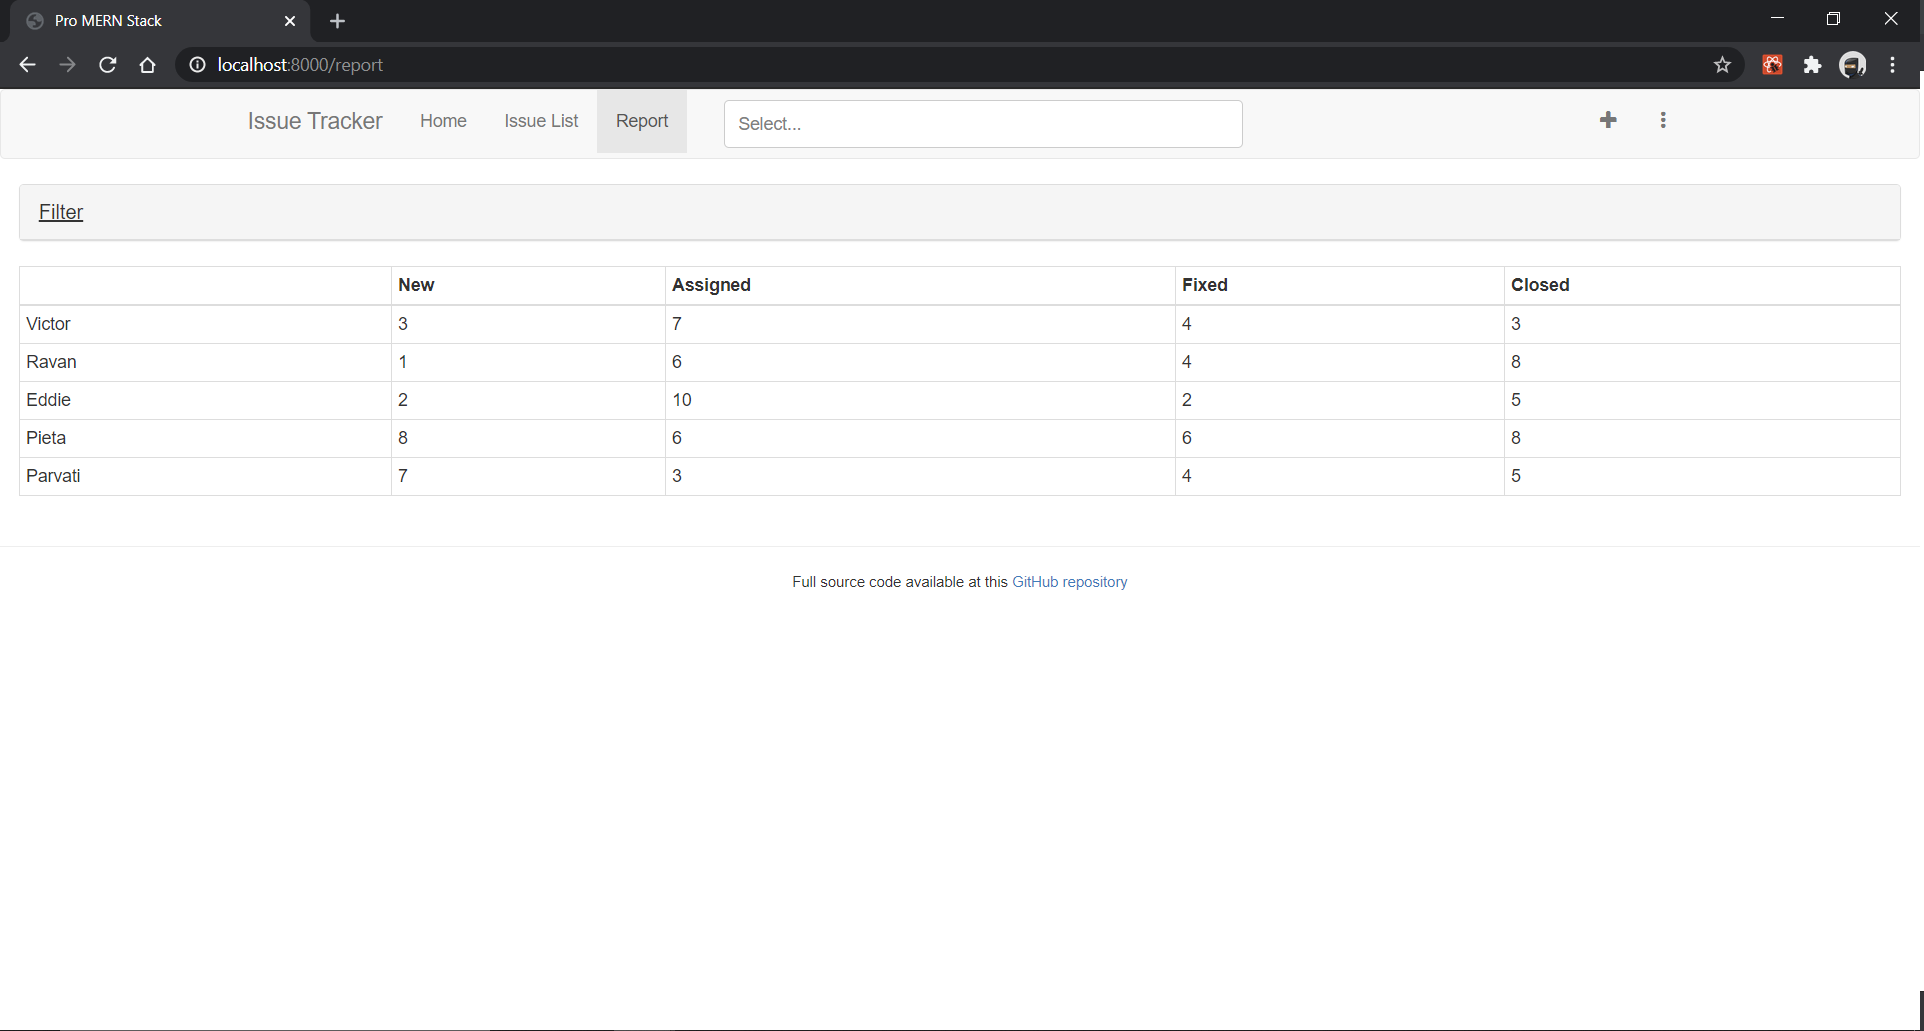 Pro MERN Stack
localhost:8000/report
Issue Tracker Home Issue List Report Select...
Filter
New Assigned Fixed Closed
Victor 3 7 4 3
Ravan 1 6 4 8
Eddie 2 10 2 5
Pieta 8 6 6 8
Parvati 7 3 4 5
Full source code available at this GitHub repository